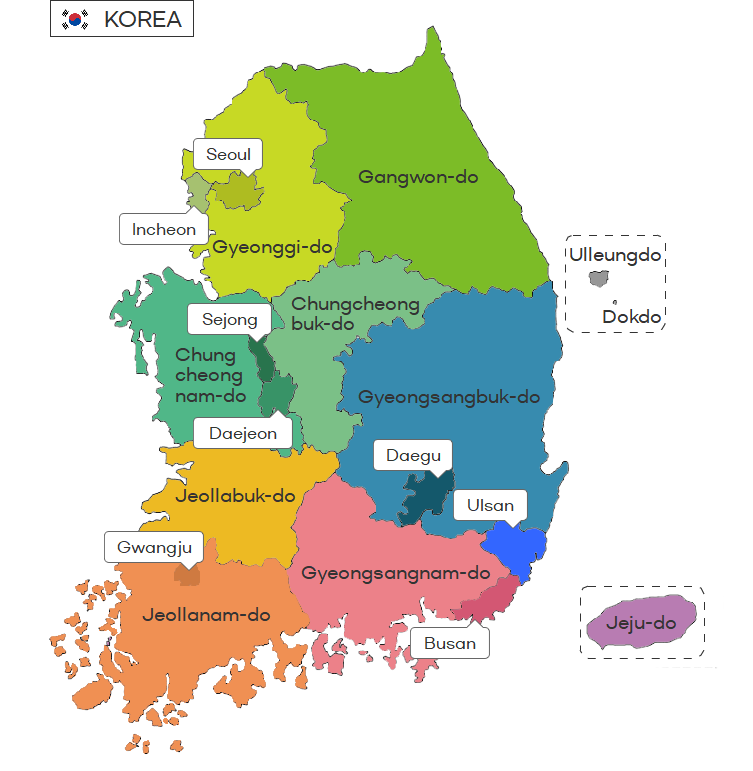 KOREA
Seoul
Gangwon-do
Incheon
Gyeonggi-do
Ulleungdo
Dokdo
Chungcheong
buk-do
Sejong
Chung
cheong
nam-do
Gyeongsangbuk-do
Daejeon
Daegu
Jeollabuk-do
Ulsan
Gwangju
Gyeongsangnam-do
Jeollanam-do
Jeju-do
Busan